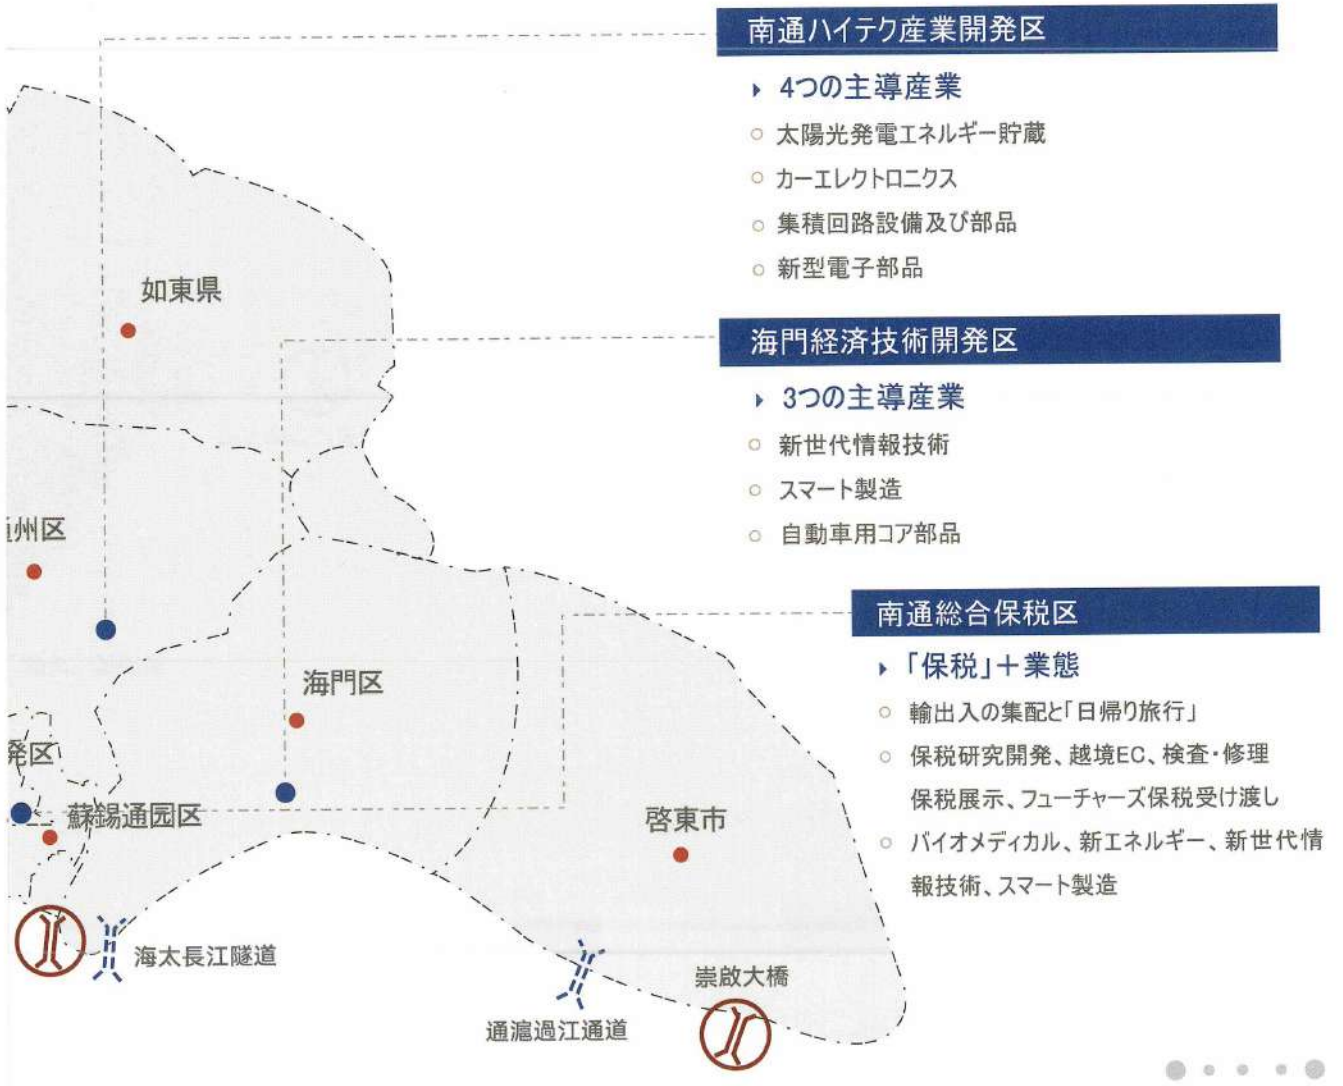 南通ハイテク産業開発区
4つの主導産業
太陽光発電エネルギー貯蔵
カーエレクトロニクス
集積回路設備及び部品
新型電子部品
如東県
海門経済技術開発区
3つの主導産業
新世代情報技術
スマート製造
自動車用コア部品
州区
南通総合保税区
「保税」＋業態
輸出入の集配と「日帰り旅行」
保税研究開発、越境EC、検査・修理
保税展示、フューチャーズ保税受け渡し
バイオメディカル、新エネルギー、新世代情
報技術、スマート製造
海門区
発区
蘇錫通园区
啓東市
海太長江隧道
崇啟大橋
通滬過江通道